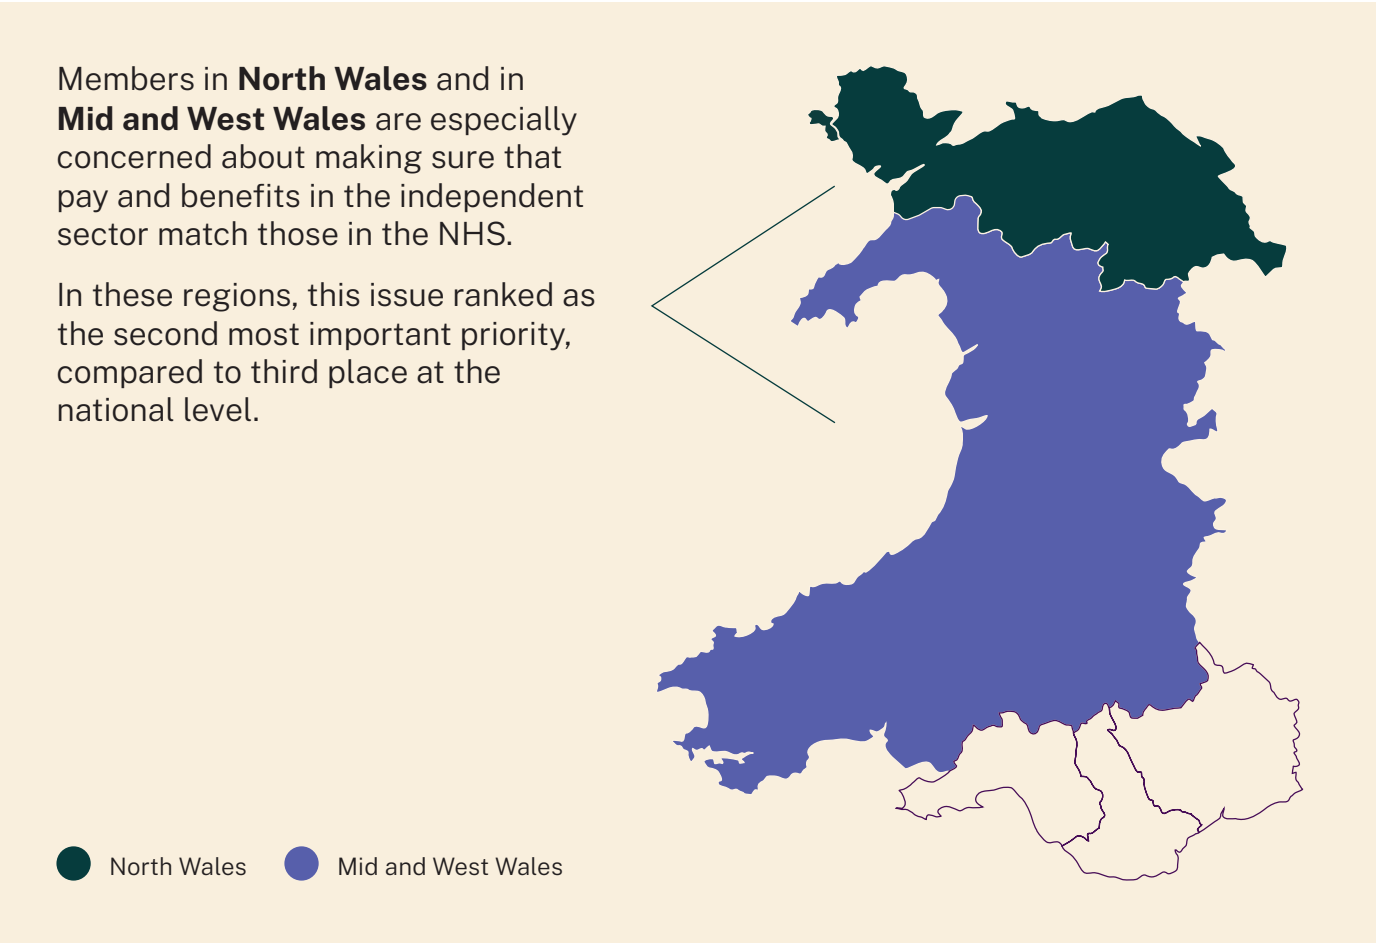 Members in North Wales and in
Mid and West Wales are especially
concerned about making sure that
pay and benefits in the independent
sector match those in the NHS.
In these regions, this issue ranked as
the second most important priority,
compared to third place at the
national level.
North Wales
Mid and West Wales